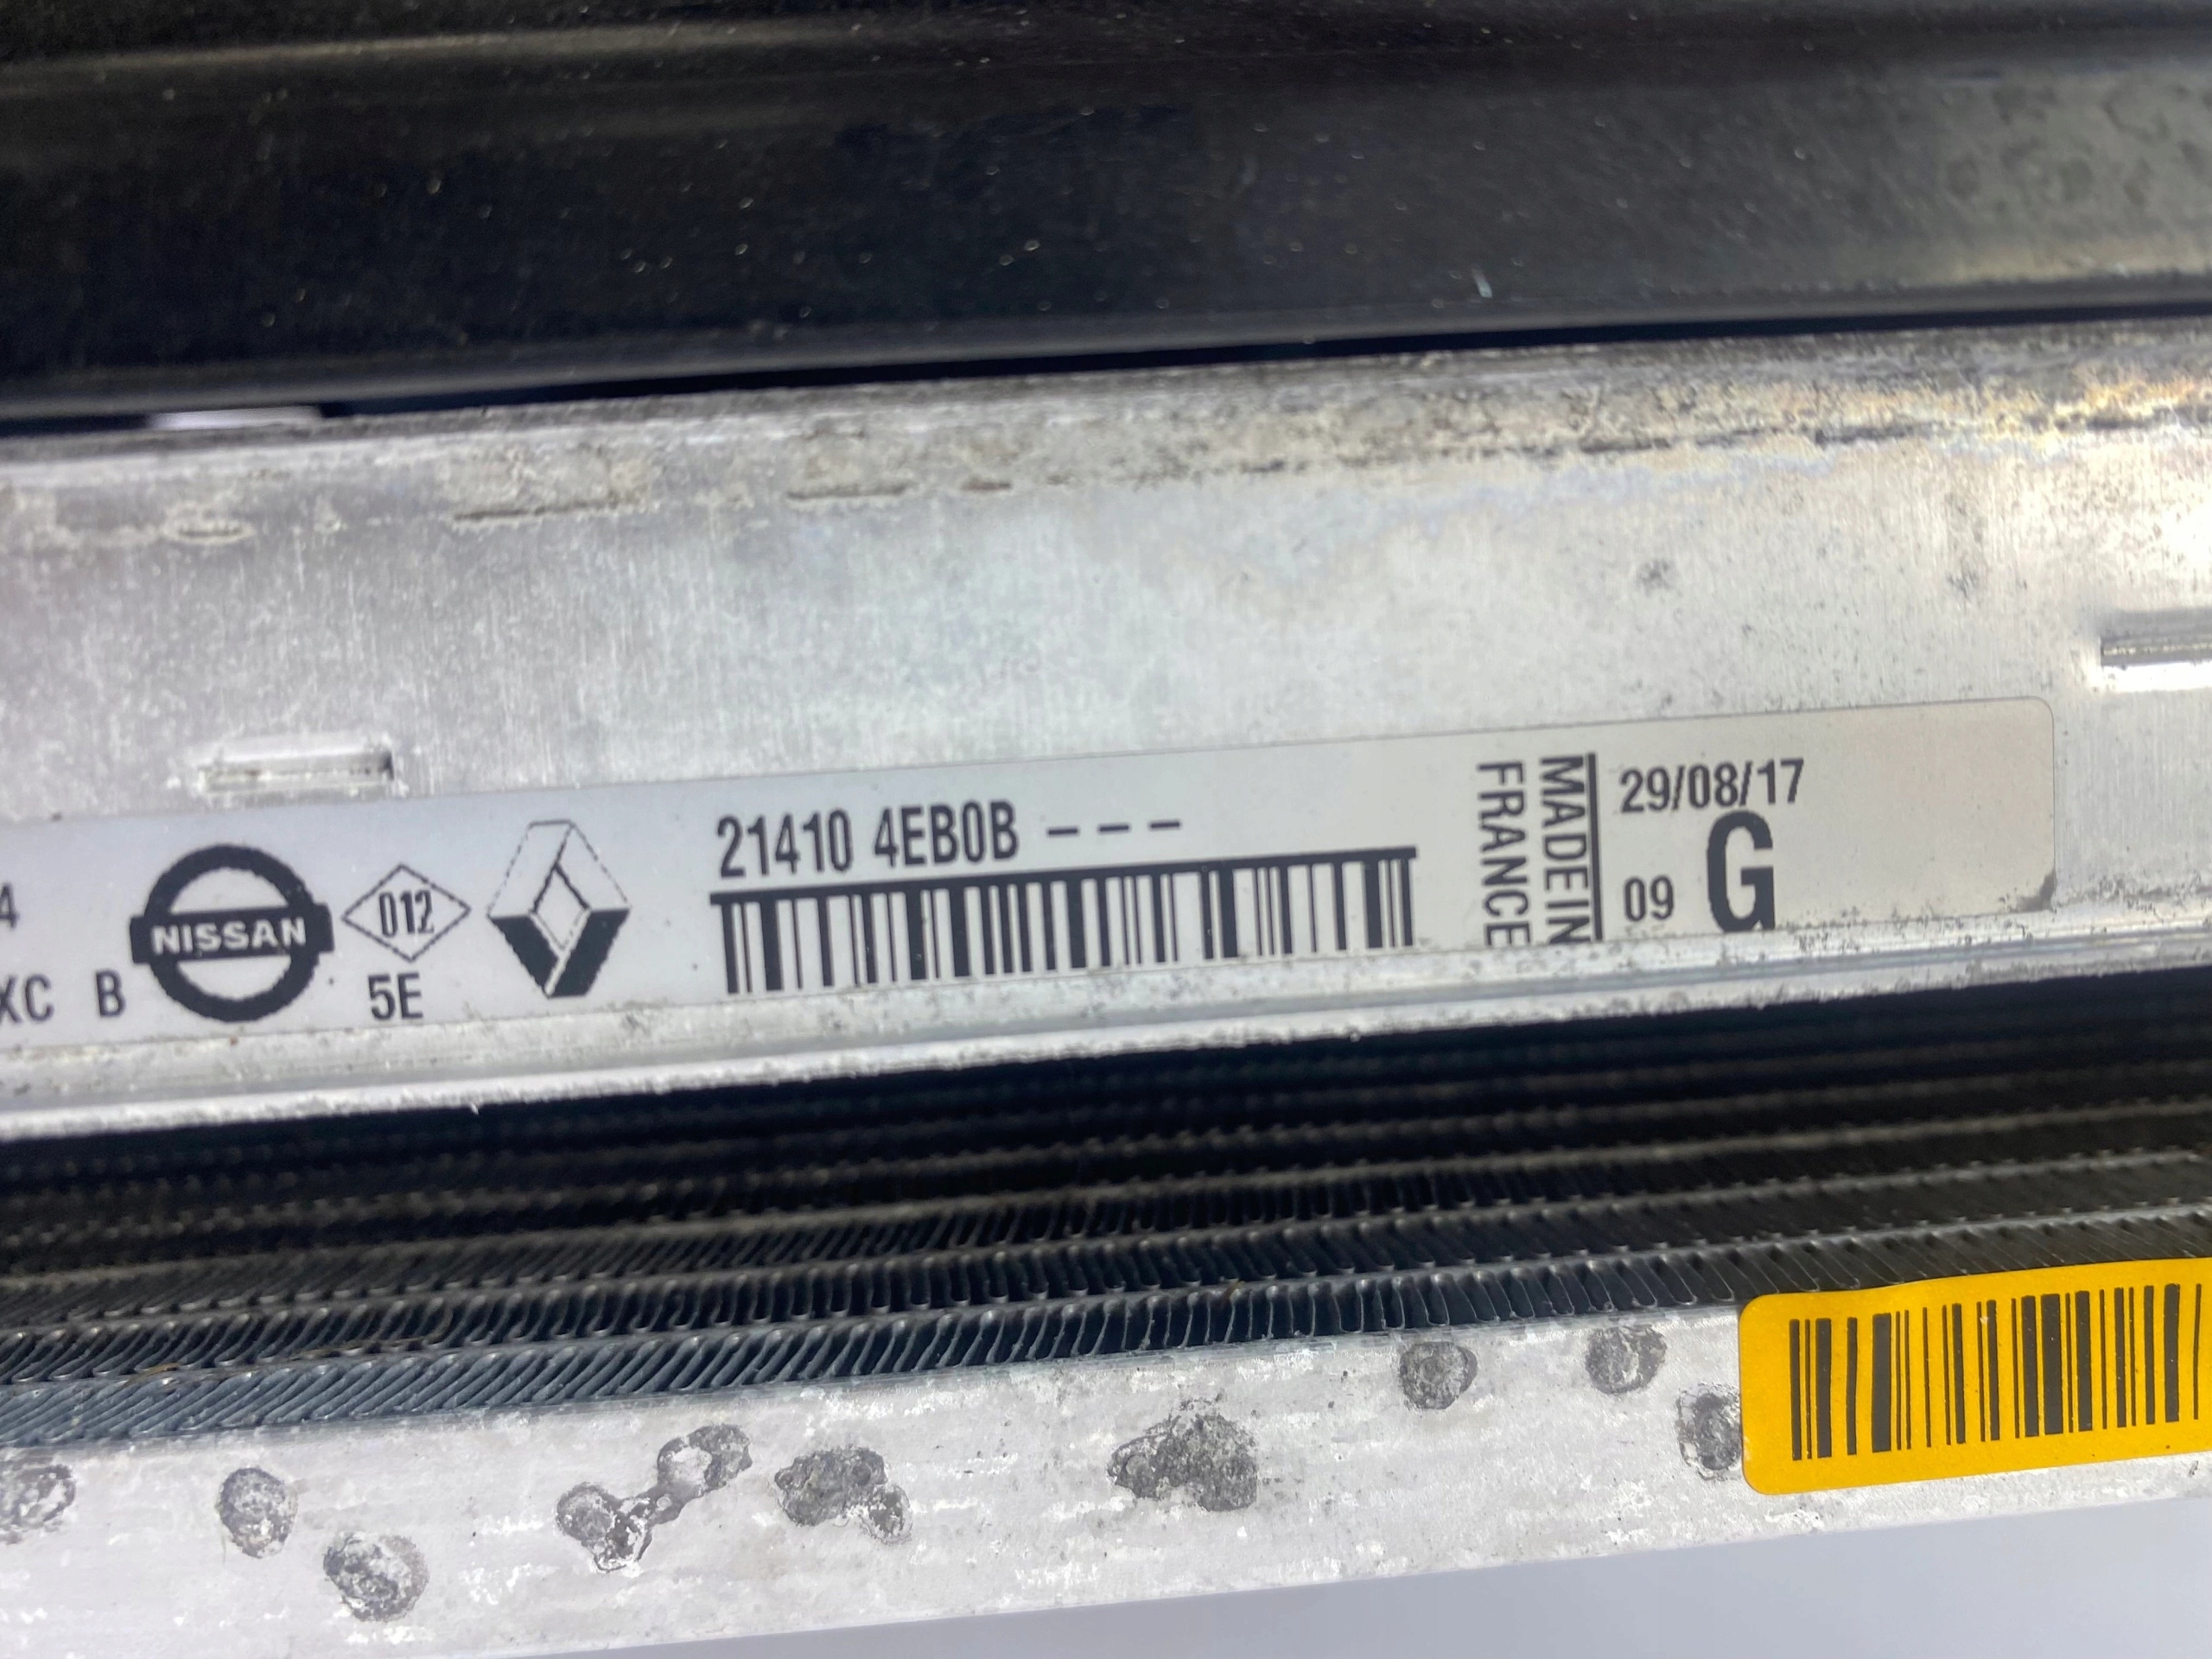 4
XC B
NISSAN
012
5E
21410 4EB0B ---
MADE IN
FRANCE
29/08/17
09 G